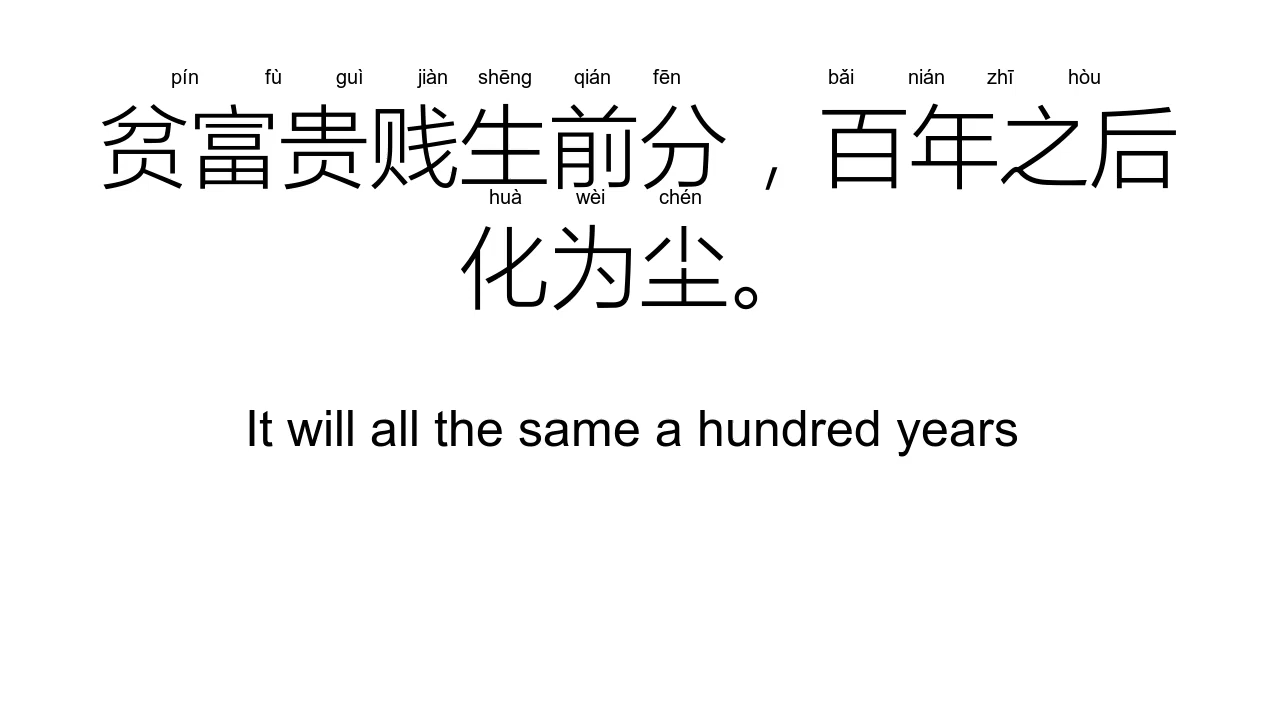 pín fù guì jiàn shēng qián fēn bǎi nián zhī hòu
贫富贵贱生前分，百年之后
huà wèi chén
化为尘。
It will all the same a hundred years